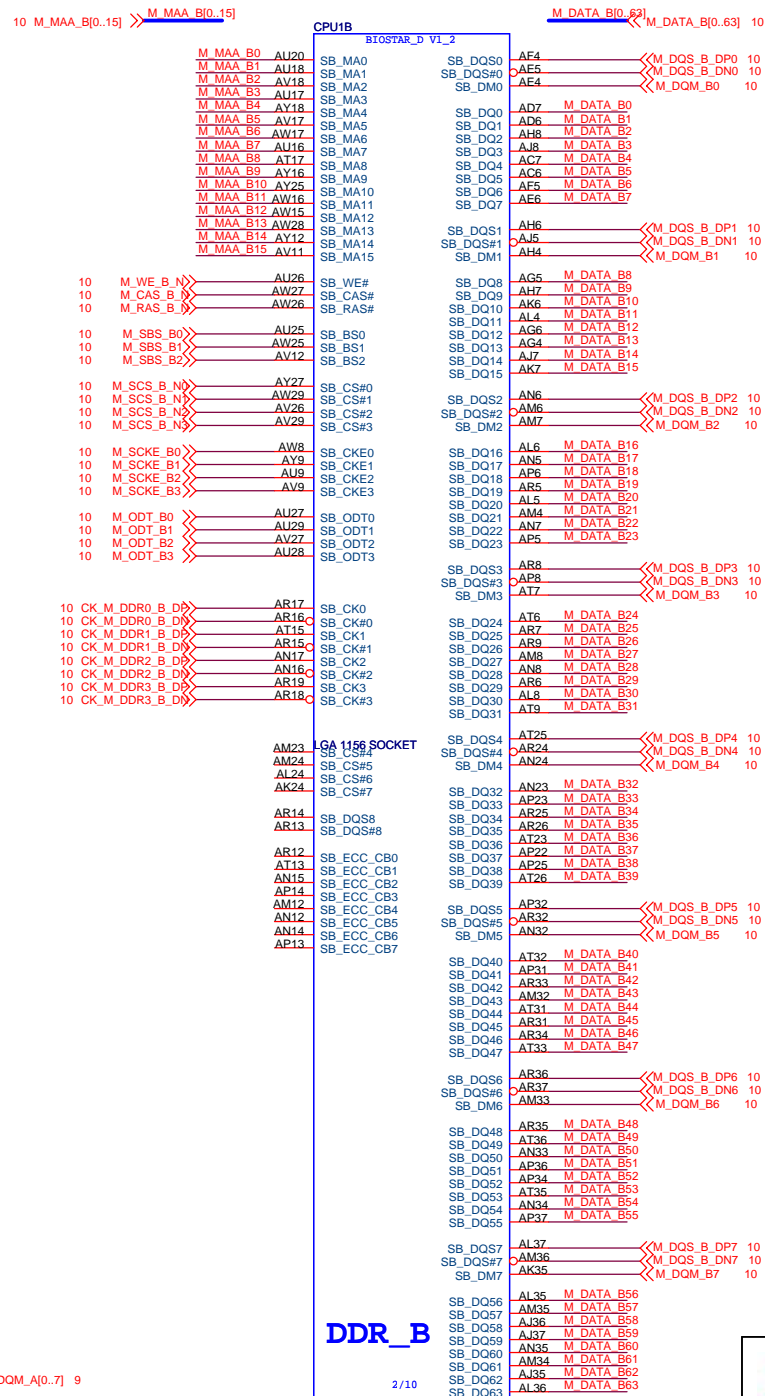 10 M_MAA_B[0..15] M_MAA_B[0..15]
M_DATA_B[0..63] M_DATA_B[0..63] 10
CPU1B
BIOSTAR_D V1_2
M_MAA_B0 AU20 SB_MA0
M_MAA_B1 AU18 SB_MA1
M_MAA_B2 AV18 SB_MA2
M_MAA_B3 AU17 SB_MA3
M_MAA_B4 AY18 SB_MA4
M_MAA_B5 AV17 SB_MA5
M_MAA_B6 AW17 SB_MA6
M_MAA_B7 AU16 SB_MA7
M_MAA_B8 AT17 SB_MA8
M_MAA_B9 AY16 SB_MA9
M_MAA_B10 AY25 SB_MA10
M_MAA_B11 AW16 SB_MA11
M_MAA_B12 AW15 SB_MA12
M_MAA_B13 AW28 SB_MA13
M_MAA_B14 AY12 SB_MA14
M_MAA_B15 AV11 SB_MA15
10 M_WE_B_N AU26 SB_WE#
10 M_CAS_B_N AW27 SB_CAS#
10 M_RAS_B_N AW26 SB_RAS#
10 M_SBS_B0 AU25 SB_BS0
10 M_SBS_B1 AW25 SB_BS1
10 M_SBS_B2 AV12 SB_BS2
10 M_SCS_B_N0 AY27 SB_CS#0
10 M_SCS_B_N1 AW29 SB_CS#1
10 M_SCS_B_N2 AV26 SB_CS#2
10 M_SCS_B_N3 AV29 SB_CS#3
10 M_SCKE_B0 AW8 SB_CKE0
10 M_SCKE_B1 AY9 SB_CKE1
10 M_SCKE_B2 AU9 SB_CKE2
10 M_SCKE_B3 AV9 SB_CKE3
10 M_ODT_B0 AU27 SB_ODT0
10 M_ODT_B1 AU29 SB_ODT1
10 M_ODT_B2 AV27 SB_ODT2
10 M_ODT_B3 AU28 SB_ODT3
10 CK_M_DDR0_B_DP AR17 SB_CK0
10 CK_M_DDR0_B_DN AR16 SB_CK#0
10 CK_M_DDR1_B_DP AT15 SB_CK1
10 CK_M_DDR1_B_DN AR15 SB_CK#1
10 CK_M_DDR2_B_DP AN17 SB_CK2
10 CK_M_DDR2_B_DN AN16 SB_CK#2
10 CK_M_DDR3_B_DP AR19 SB_CK3
10 CK_M_DDR3_B_DN AR18 SB_CK#3
LGA 1156 SOCKET
AM23 SB_CS#4
AM24 SB_CS#5
AL24 SB_CS#6
AK24 SB_CS#7
AR14 SB_DQS8
AR13 SB_DQS#8
AR12 SB_ECC_CB0
AT13 SB_ECC_CB1
AN15 SB_ECC_CB2
AP14 SB_ECC_CB3
AM12 SB_ECC_CB4
AN12 SB_ECC_CB5
AN14 SB_ECC_CB6
AP13 SB_ECC_CB7
SB_DQS0 AF4 M_DQS_B_DP0 10
SB_DQS#0 AF5 M_DQS_B_DN0 10
SB_DM0 AE4 M_DQM_B0 10
SB_DQ0 AD7 M_DATA_B0
SB_DQ1 AD6 M_DATA_B1
SB_DQ2 AH8 M_DATA_B2
SB_DQ3 AJ8 M_DATA_B3
SB_DQ4 AC7 M_DATA_B4
SB_DQ5 AC6 M_DATA_B5
SB_DQ6 AF5 M_DATA_B6
SB_DQ7 AE6 M_DATA_B7
SB_DQS1 AH6 M_DQS_B_DP1 10
SB_DQS#1 AJ5 M_DQS_B_DN1 10
SB_DM1 AH4 M_DQM_B1 10
SB_DQ8 AG5 M_DATA_B8
SB_DQ9 AH7 M_DATA_B9
SB_DQ10 AK6 M_DATA_B10
SB_DQ11 AL4 M_DATA_B11
SB_DQ12 AG6 M_DATA_B12
SB_DQ13 AG4 M_DATA_B13
SB_DQ14 AJ7 M_DATA_B14
SB_DQ15 AK7 M_DATA_B15
SB_DQS2 AN6 M_DQS_B_DP2 10
SB_DQS#2 AM6 M_DQS_B_DN2 10
SB_DM2 AM7 M_DQM_B2 10
SB_DQ16 AL6 M_DATA_B16
SB_DQ17 AN5 M_DATA_B17
SB_DQ18 AP6 M_DATA_B18
SB_DQ19 AR5 M_DATA_B19
SB_DQ20 AL5 M_DATA_B20
SB_DQ21 AM4 M_DATA_B21
SB_DQ22 AN7 M_DATA_B22
SB_DQ23 AP5 M_DATA_B23
SB_DQS3 AR8 M_DQS_B_DP3 10
SB_DQS#3 AP8 M_DQS_B_DN3 10
SB_DM3 AT7 M_DQM_B3 10
SB_DQ24 AT6 M_DATA_B24
SB_DQ25 AR7 M_DATA_B25
SB_DQ26 AR9 M_DATA_B26
SB_DQ27 AM8 M_DATA_B27
SB_DQ28 AN8 M_DATA_B28
SB_DQ29 AR6 M_DATA_B29
SB_DQ30 AL8 M_DATA_B30
SB_DQ31 AT9 M_DATA_B31
SB_DQS4 AT25 M_DQS_B_DP4 10
SB_DQS#4 AR24 M_DQS_B_DN4 10
SB_DM4 AN24 M_DQM_B4 10
SB_DQ32 AN23 M_DATA_B32
SB_DQ33 AP23 M_DATA_B33
SB_DQ34 AR25 M_DATA_B34
SB_DQ35 AR26 M_DATA_B35
SB_DQ36 AT23 M_DATA_B36
SB_DQ37 AP22 M_DATA_B37
SB_DQ38 AP25 M_DATA_B38
SB_DQ39 AT26 M_DATA_B39
SB_DQS5 AP32 M_DQS_B_DP5 10
SB_DQS#5 AR32 M_DQS_B_DN5 10
SB_DM5 AN32 M_DQM_B5 10
SB_DQ40 AT32 M_DATA_B40
SB_DQ41 AP31 M_DATA_B41
SB_DQ42 AR33 M_DATA_B42
SB_DQ43 AM32 M_DATA_B43
SB_DQ44 AT31 M_DATA_B44
SB_DQ45 AR31 M_DATA_B45
SB_DQ46 AR34 M_DATA_B46
SB_DQ47 AT33 M_DATA_B47
SB_DQS6 AR36 M_DQS_B_DP6 10
SB_DQS#6 AR37 M_DQS_B_DN6 10
SB_DM6 AM33 M_DQM_B6 10
SB_DQ48 AR35 M_DATA_B48
SB_DQ49 AT36 M_DATA_B49
SB_DQ50 AN33 M_DATA_B50
SB_DQ51 AP36 M_DATA_B51
SB_DQ52 AP34 M_DATA_B52
SB_DQ53 AT35 M_DATA_B53
SB_DQ54 AN34 M_DATA_B54
SB_DQ55 AP37 M_DATA_B55
SB_DQS7 AL37 M_DQS_B_DP7 10
SB_DQS#7 AM36 M_DQS_B_DN7 10
SB_DM7 AK35 M_DQM_B7 10
SB_DQ56 AL35 M_DATA_B56
SB_DQ57 AM35 M_DATA_B57
SB_DQ58 AJ36 M_DATA_B58
SB_DQ59 AJ37 M_DATA_B59
SB_DQ60 AN35 M_DATA_B60
SB_DQ61 AM34 M_DATA_B61
SB_DQ62 AJ35 M_DATA_B62
SB_DQ63 AL36 M_DATA_B63
DDR_B
2/10
DQM_A[0..7] 9